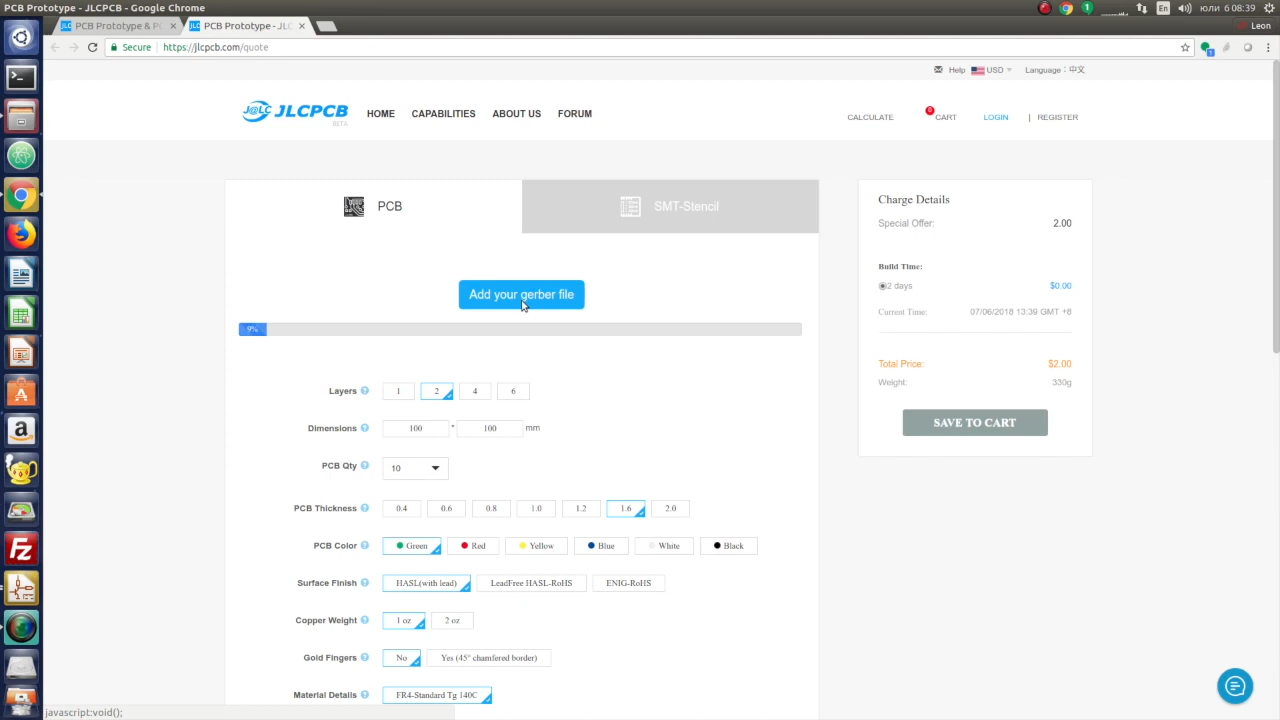 PCB Prototype - JLCPCB - Google Chrome
En
юли 6 08:39
PCB Prototype & P
PCB Prototype - JLC
Leon
Secure
https://jlcpcb.com/quote
Help
USD
Language : 中文
J@LC JLCPCB
BETA
HOME
CAPABILITIES
ABOUT US
FORUM
CALCULATE
0
CART
LOGIN
| REGISTER
PCB
SMT-Stencil
Add your gerber file
9%
Layers
1
2
4
6
Dimensions
100
*
100
mm
PCB Qty
10
PCB Thickness
0.4
0.6
0.8
1.0
1.2
1.6
2.0
PCB Color
Green
Red
Yellow
Blue
White
Black
Surface Finish
HASL(with lead)
LeadFree HASL-RoHS
ENIG-RoHS
Copper Weight
1 oz
2 oz
Gold Fingers
No
Yes (45° chamfered border)
Material Details
FR4-Standard Tg 140C
Charge Details
Special Offer:
2.00
Build Time:
2 days
$0.00
Current Time:
07/06/2018 13:39 GMT +8
Total Price:
$2.00
Weight:
330g
SAVE TO CART
javascript:void();